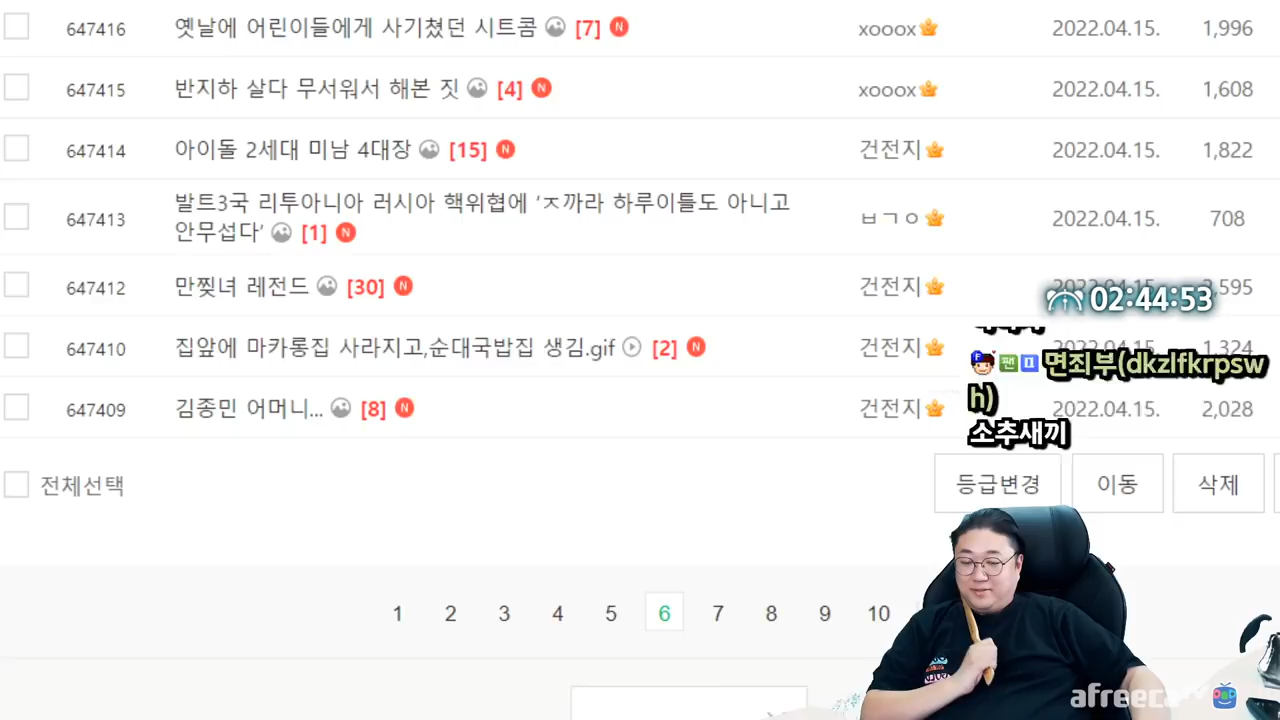 647416 옛날에 어린이들에게 사기쳤던 시트콤 [7] N xooox 2022.04.15. 1,996
647415 반지하 살다 무서워서 해본 짓 [4] N xooox 2022.04.15. 1,608
647414 아이돌 2세대 미남 4대장 [15] N 건전지 2022.04.15. 1,822
647413 발트3국 리투아니아 러시아 핵위협에 'ㅈ까라 하루이틀도 아니고
안무섭다' [1] N ㅂㄱㅇ 2022.04.15. 708
647412 만찢녀 레전드 [30] N 건전지 2022.04.15. 595
02:44:53
647410 집앞에 마카롱집 사라지고,순대국밥집 생김.gif [2] N 건전지 1,324
F 팬 면죄부(dkzlfkrpsw
h)
647409 김종민 어머니... [8] N 건전지 2022.04.15. 2,028
소추새끼
전체선택 등급변경 이동 삭제
1 2 3 4 5 6 7 8 9 10
afreeca